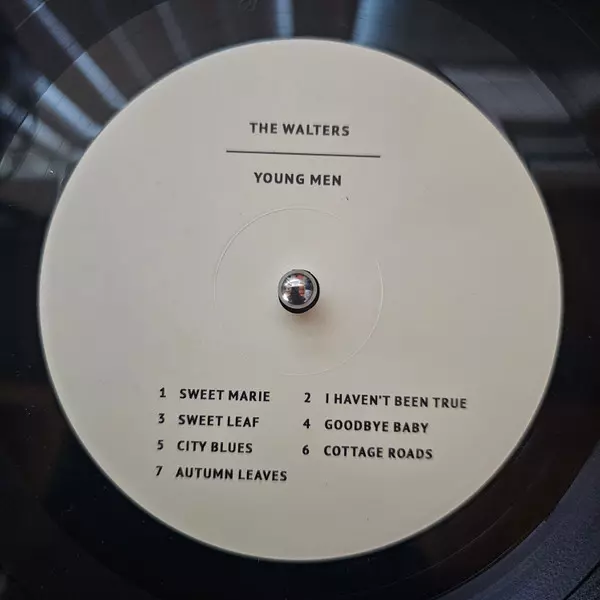 THE WALTERS
YOUNG MEN
1 SWEET MARIE 2 I HAVEN'T BEEN TRUE
3 SWEET LEAF 4 GOODBYE BABY
5 CITY BLUES 6 COTTAGE ROADS
7 AUTUMN LEAVES